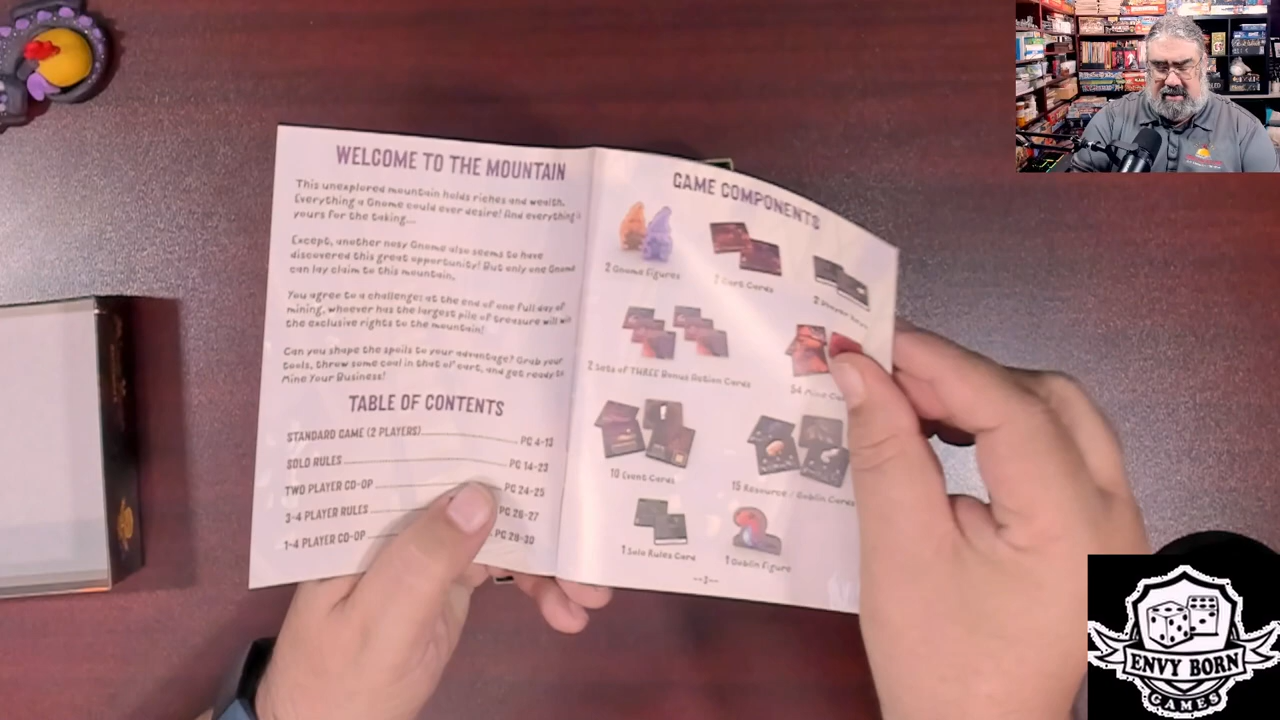 WELCOME TO THE MOUNTAIN
This unexplored mountain holds riches and wealth.
Everything a Gnome could ever desire! And everything is
yours for the taking...
Except, another nosy Gnome also seems to have
discovered this great opportunity! But only one Gnome
can lay claim to this mountain.
You agree to a challenge: at the end of one full day of
mining, whoever has the largest pile of treasure will win
the exclusive rights to the mountain!
Can you shape the spoils to your advantage? Grab your
tools, throw some coal in that ol' cart, and get ready to
Mine Your Business!
TABLE OF CONTENTS
STANDARD GAME (2 PLAYERS) PG 4-13
SOLO RULES PG 14-23
TWO PLAYER CO-OP PG 24-25
3-4 PLAYER RULES PG 26-27
1-4 PLAYER CO-OP PG 28-30
GAME COMPONENTS
2 Gnome Figures
2 Cart Cards
2
2 Sets of THREE Bonus Action Cards
54 Mine
10 Event Cards
15 Resource / Goblin Cards
1 Solo Rules Card
1 Goblin Figure
--3--
ENVY BORN
GAMES